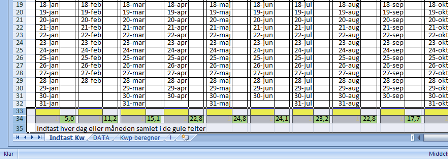 19 18-jan 18-feb 18-mar 18-apr 18-maj 18-jun 18-jul 18-aug 18-sep 18-okt
20 19-jan 19-feb 19-mar 19-apr 19-maj 19-jun 19-jul 19-aug 19-sep 19-okt
21 20-jan 20-feb 20-mar 20-apr 20-maj 20-jun 20-jul 20-aug 20-sep 20-okt
22 21-jan 21-feb 21-mar 21-apr 21-maj 21-jun 21-jul 21-aug 21-sep 21-okt
23 22-jan 22-feb 22-mar 22-apr 22-maj 22-jun 22-jul 22-aug 22-sep 22-okt
24 23-jan 23-feb 23-mar 23-apr 23-maj 23-jun 23-jul 23-aug 23-sep 23-okt
25 24-jan 24-feb 24-mar 24-apr 24-maj 24-jun 24-jul 24-aug 24-sep 24-okt
26 25-jan 25-feb 25-mar 25-apr 25-maj 25-jun 25-jul 25-aug 25-sep 25-okt
27 26-jan 26-feb 26-mar 26-apr 26-maj 26-jun 26-jul 26-aug 26-sep 26-okt
28 27-jan 27-feb 27-mar 27-apr 27-maj 27-jun 27-jul 27-aug 27-sep 27-okt
29 28-jan 28-feb 28-mar 28-apr 28-maj 28-jun 28-jul 28-aug 28-sep 28-okt
30 29-jan 29-mar 29-apr 29-maj 29-jun 29-jul 29-aug 29-sep 29-okt
31 30-jan 30-mar 30-apr 30-maj 30-jun 30-jul 30-aug 30-sep 30-okt
32 31-jan 31-mar 31-maj 31-jul 31-aug 31-okt
33
34 5,0 11,2 15,1 22,8 24,8 24,1 23,2 22,8 17,7
35 Indtast hver dag eller måneden samlet i de gule felter
Indtast Kw DATA Kwp beregner
Klar